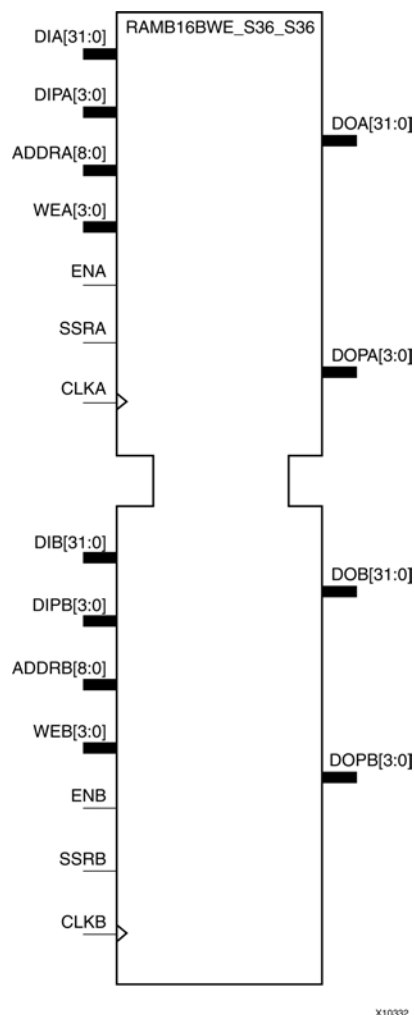 RAMB16BWE_S36_S36
DIA[31:0]
DIPA[3:0]
ADDRA[8:0]
WEA[3:0]
ENA
SSRA
CLKA
DOA[31:0]
DOPA[3:0]
DIB[31:0]
DIPB[3:0]
ADDRB[8:0]
WEB[3:0]
ENB
SSRB
CLKB
DOB[31:0]
DOPB[3:0]
X10332